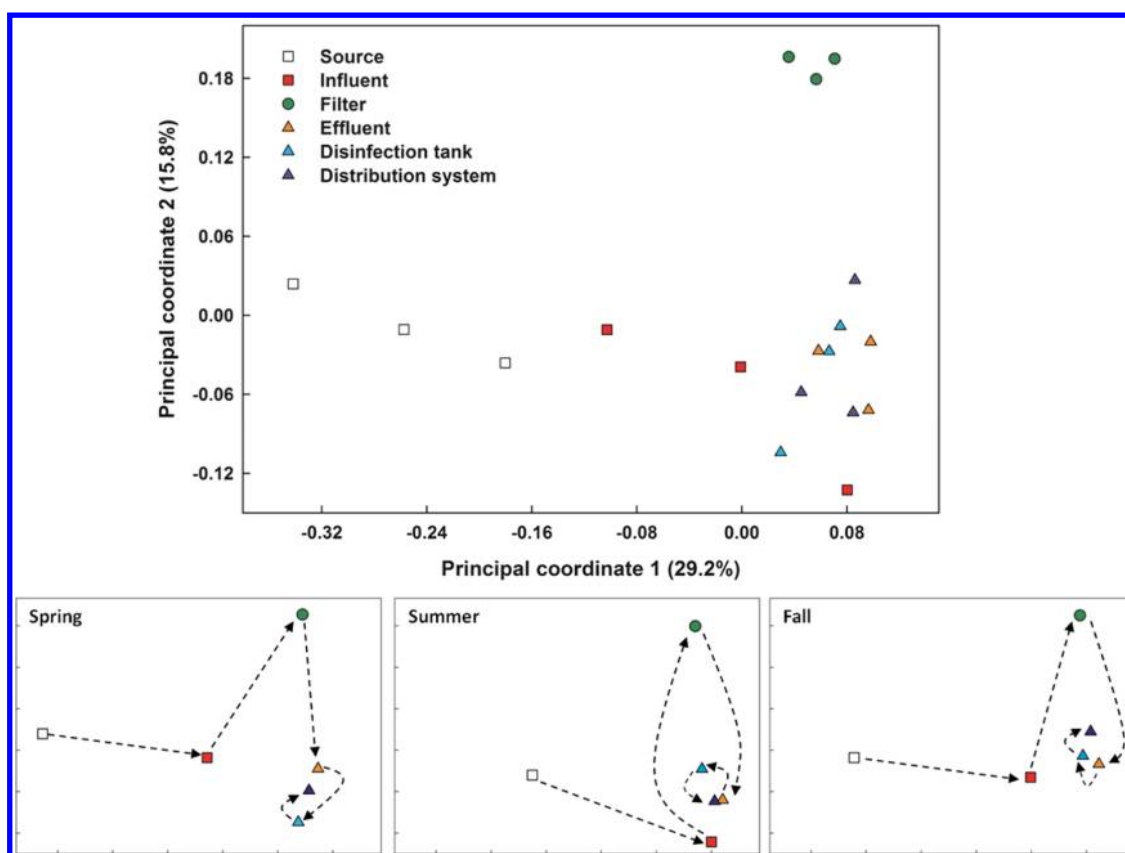 Source
Influent
Filter
Effluent
Disinfection tank
Distribution system
Principal coordinate 2 (15.8%)
0.18
0.12
0.06
0.00
-0.06
-0.12
-0.32 -0.24 -0.16 -0.08 0.00 0.08
Principal coordinate 1 (29.2%)
Spring
Summer
Fall